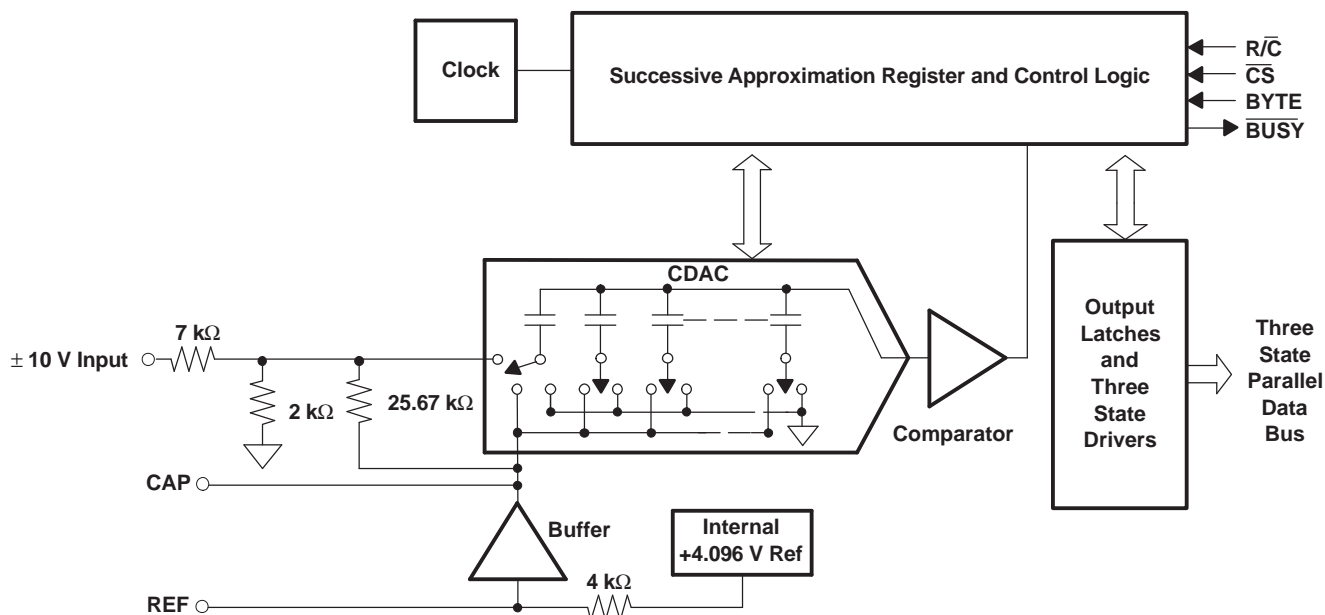 Clock
Successive Approximation Register and Control Logic
R/C̅
C̅S̅
BYTE
B̅U̅S̅Y̅
CDAC
7 kΩ
± 10 V Input
2 kΩ
25.67 kΩ
Comparator
Output
Latches
and
Three
State
Drivers
Three
State
Parallel
Data
Bus
CAP
Buffer
Internal
+4.096 V Ref
4 kΩ
REF